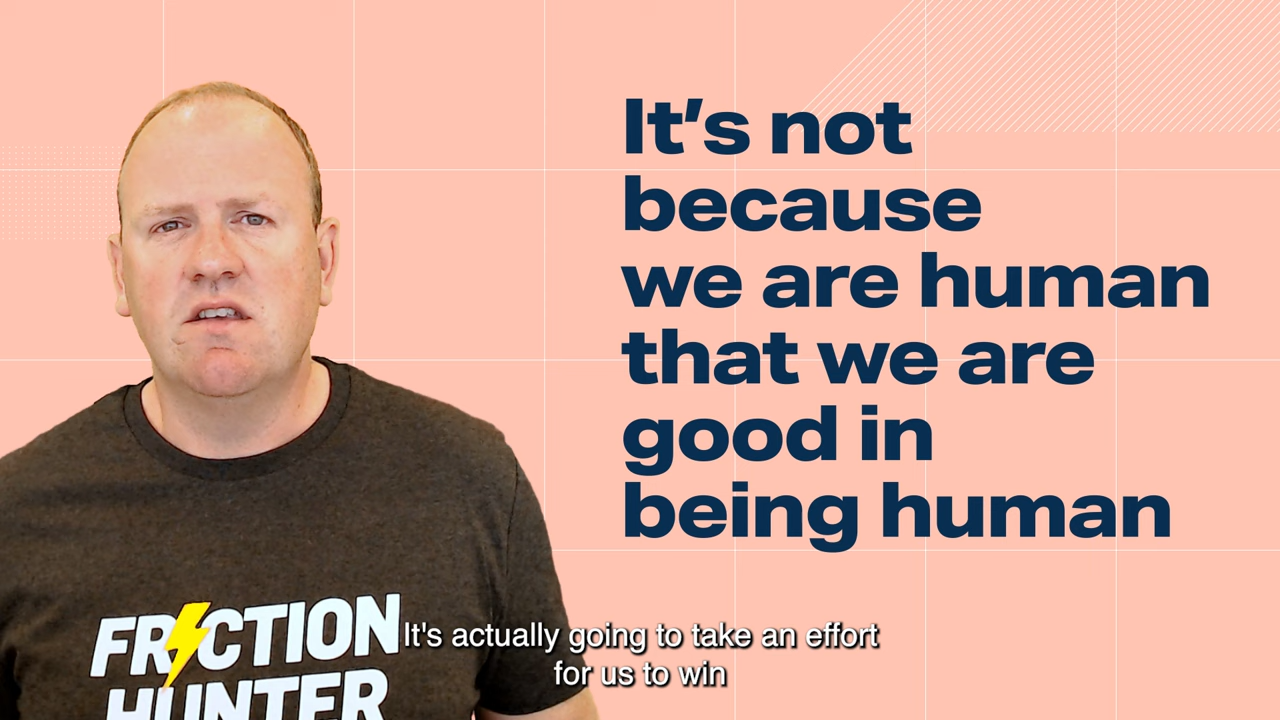 It's not
because
we are human
that we are
good in
being human
FRICTION
HUNTER
It's actually going to take an effort
for us to win